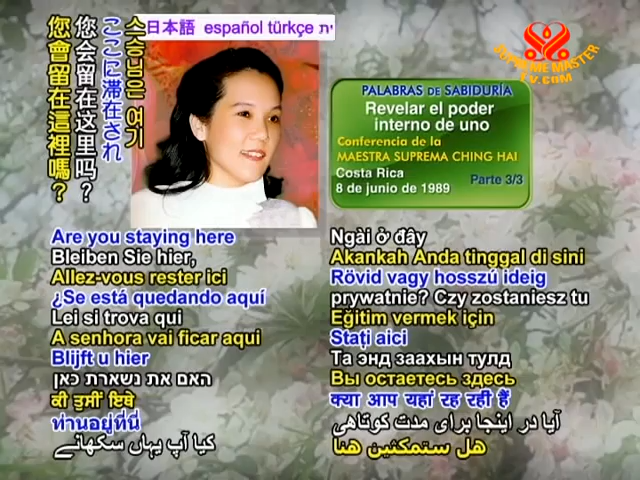 您會留在這裡嗎？
您会留在这里吗？
ここに滞在され
스승님은 여기
日本語 español türkçe
SUPREME MASTER
TV.COM
PALABRAS DE SABIDURÍA
Revelar el poder
interno de uno
Conferencia de la
MAESTRA SUPREMA CHING HAI
Costa Rica
8 de junio de 1989
Parte 3/3
Are you staying here
Bleiben Sie hier,
Allez-vous rester ici
¿Se está quedando aquí
Lei si trova qui
A senhora vai ficar aqui
Blijft u hier
האם את נשארת כאן
ਕੀ ਤੁਸੀਂ ਇਥੇ
ท่านอยู่ที่นี่
کیا آپ یہاں سکھانے
Ngài ở đây
Akankah Anda tinggal di sini
Rövid vagy hosszú ideig
prywatnie? Czy zostaniesz tu
Eğitim vermek için
Staţi aici
Та энд заахын тулд
Вы остаетесь здесь
क्या आप यहां रह रही हैं
آیا در اینجا برای مدت کوتاهی
هل ستمكثين هنا